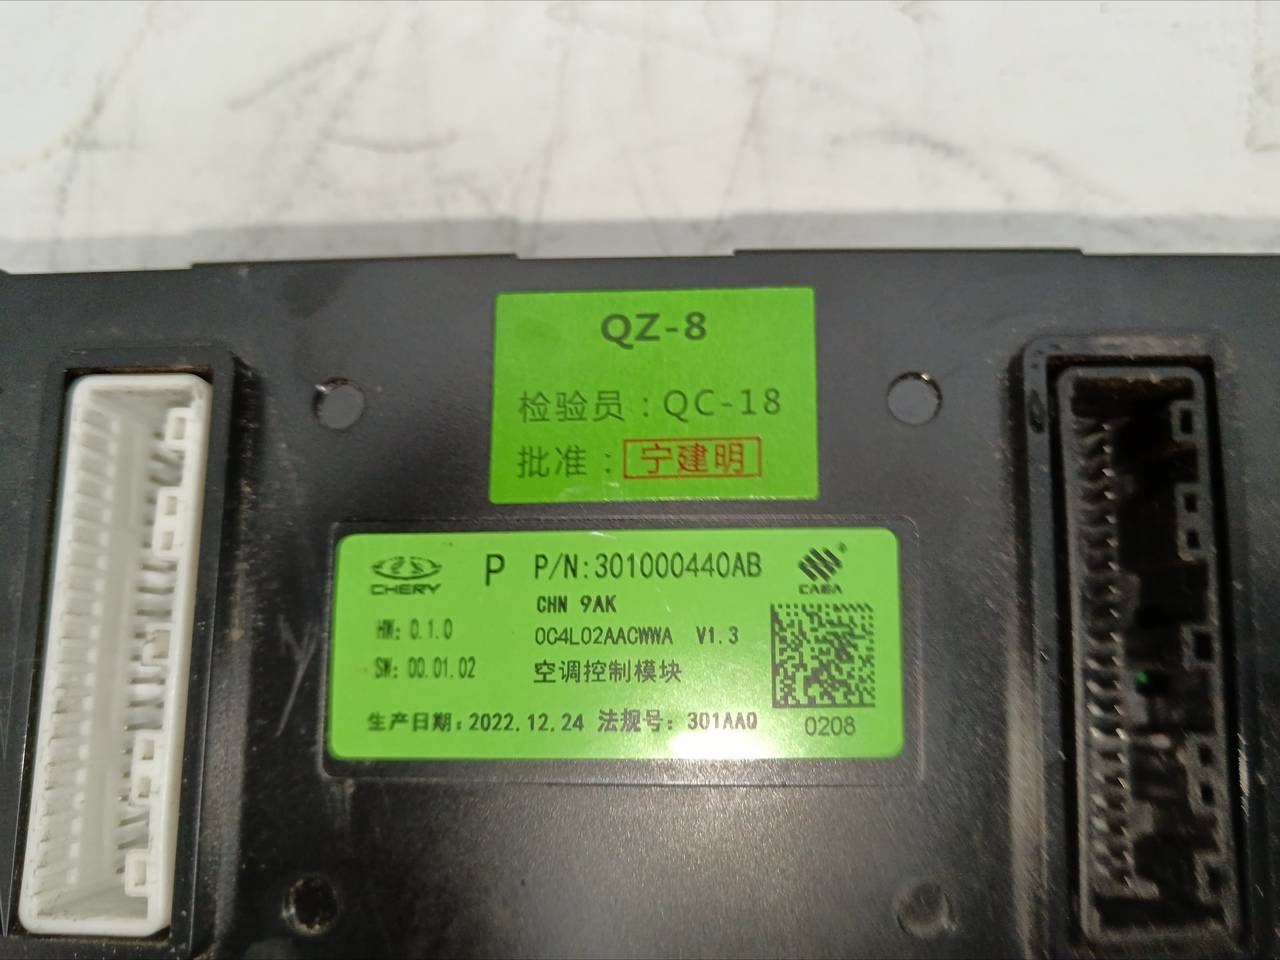 QZ-8
检验员：QC-18
批准：宁建明
CHERY P P/N:301000440AB CABA
CHN 9AK
HW: 0.1.0 0C4L02AACWWA V1.3
SW: 00.01.02 空调控制模块
生产日期: 2022.12.24 法规号: 301AAQ 0208